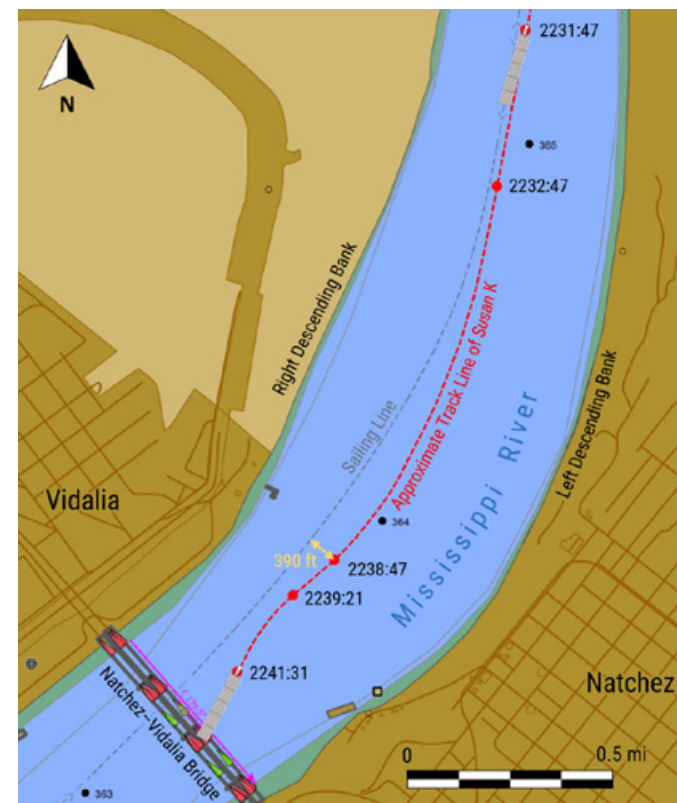 2231:47
N
365
2232:47
Right Descending Bank
Approximate Track Line of Susan K
Sailing Line
Left Descending Bank
Mississippi River
Vidalia
364
390 ft
2238:47
2239:21
2241:31
Natchez
Natchez–Vidalia Bridge
0
0.5 mi
363